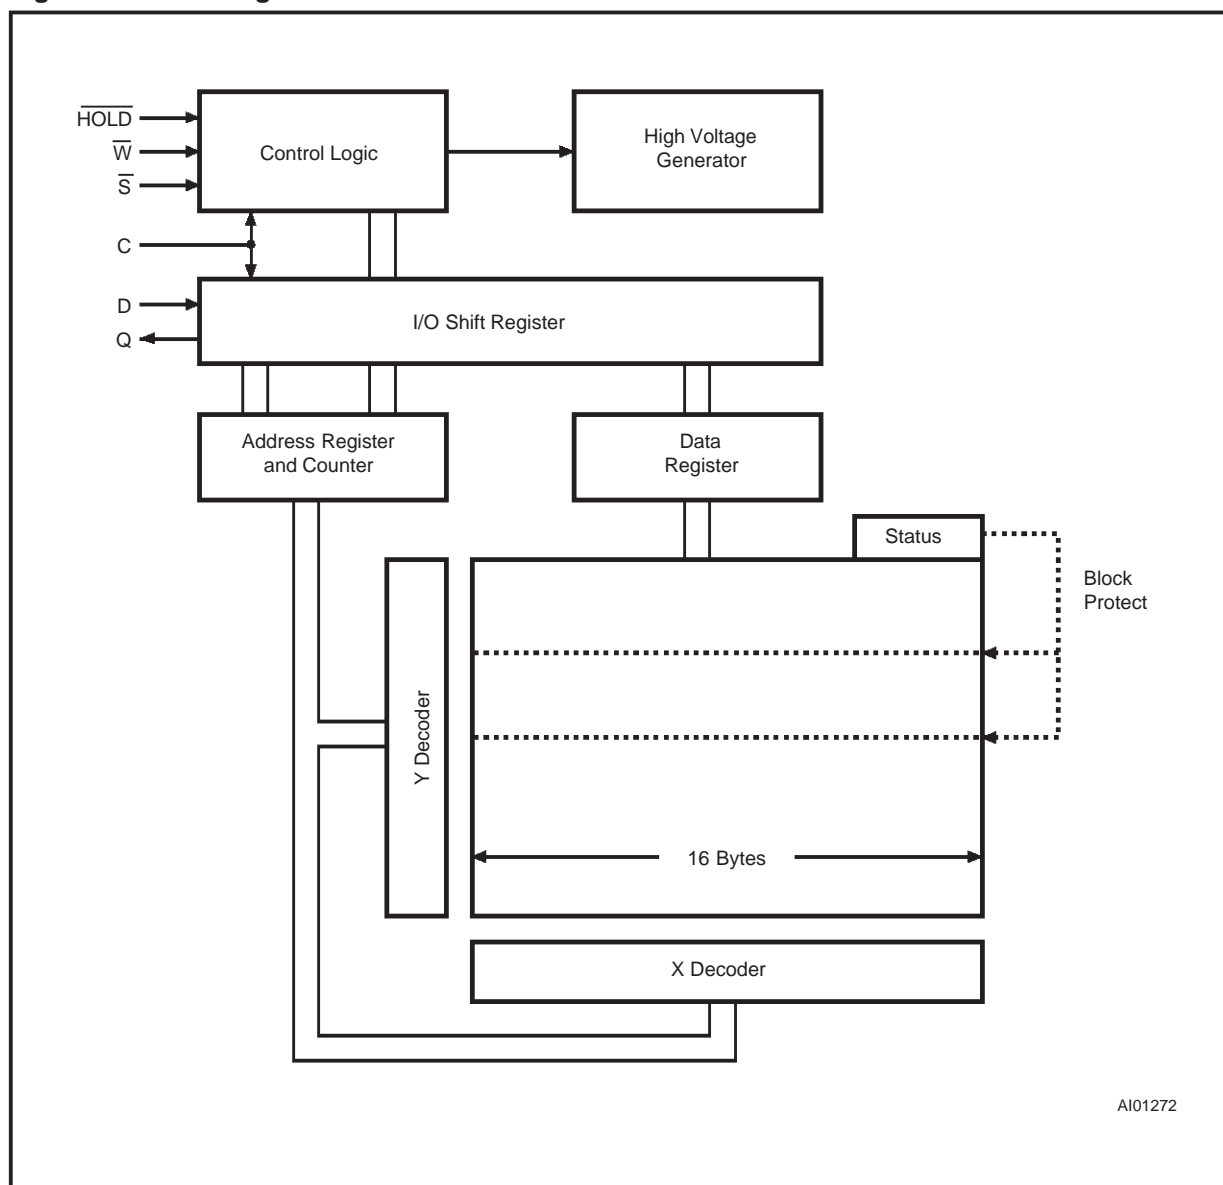 HOLD
W
S
C
D
Q
Control Logic
High Voltage
Generator
I/O Shift Register
Address Register
and Counter
Data
Register
Status
Block
Protect
Y Decoder
16 Bytes
X Decoder
AI01272